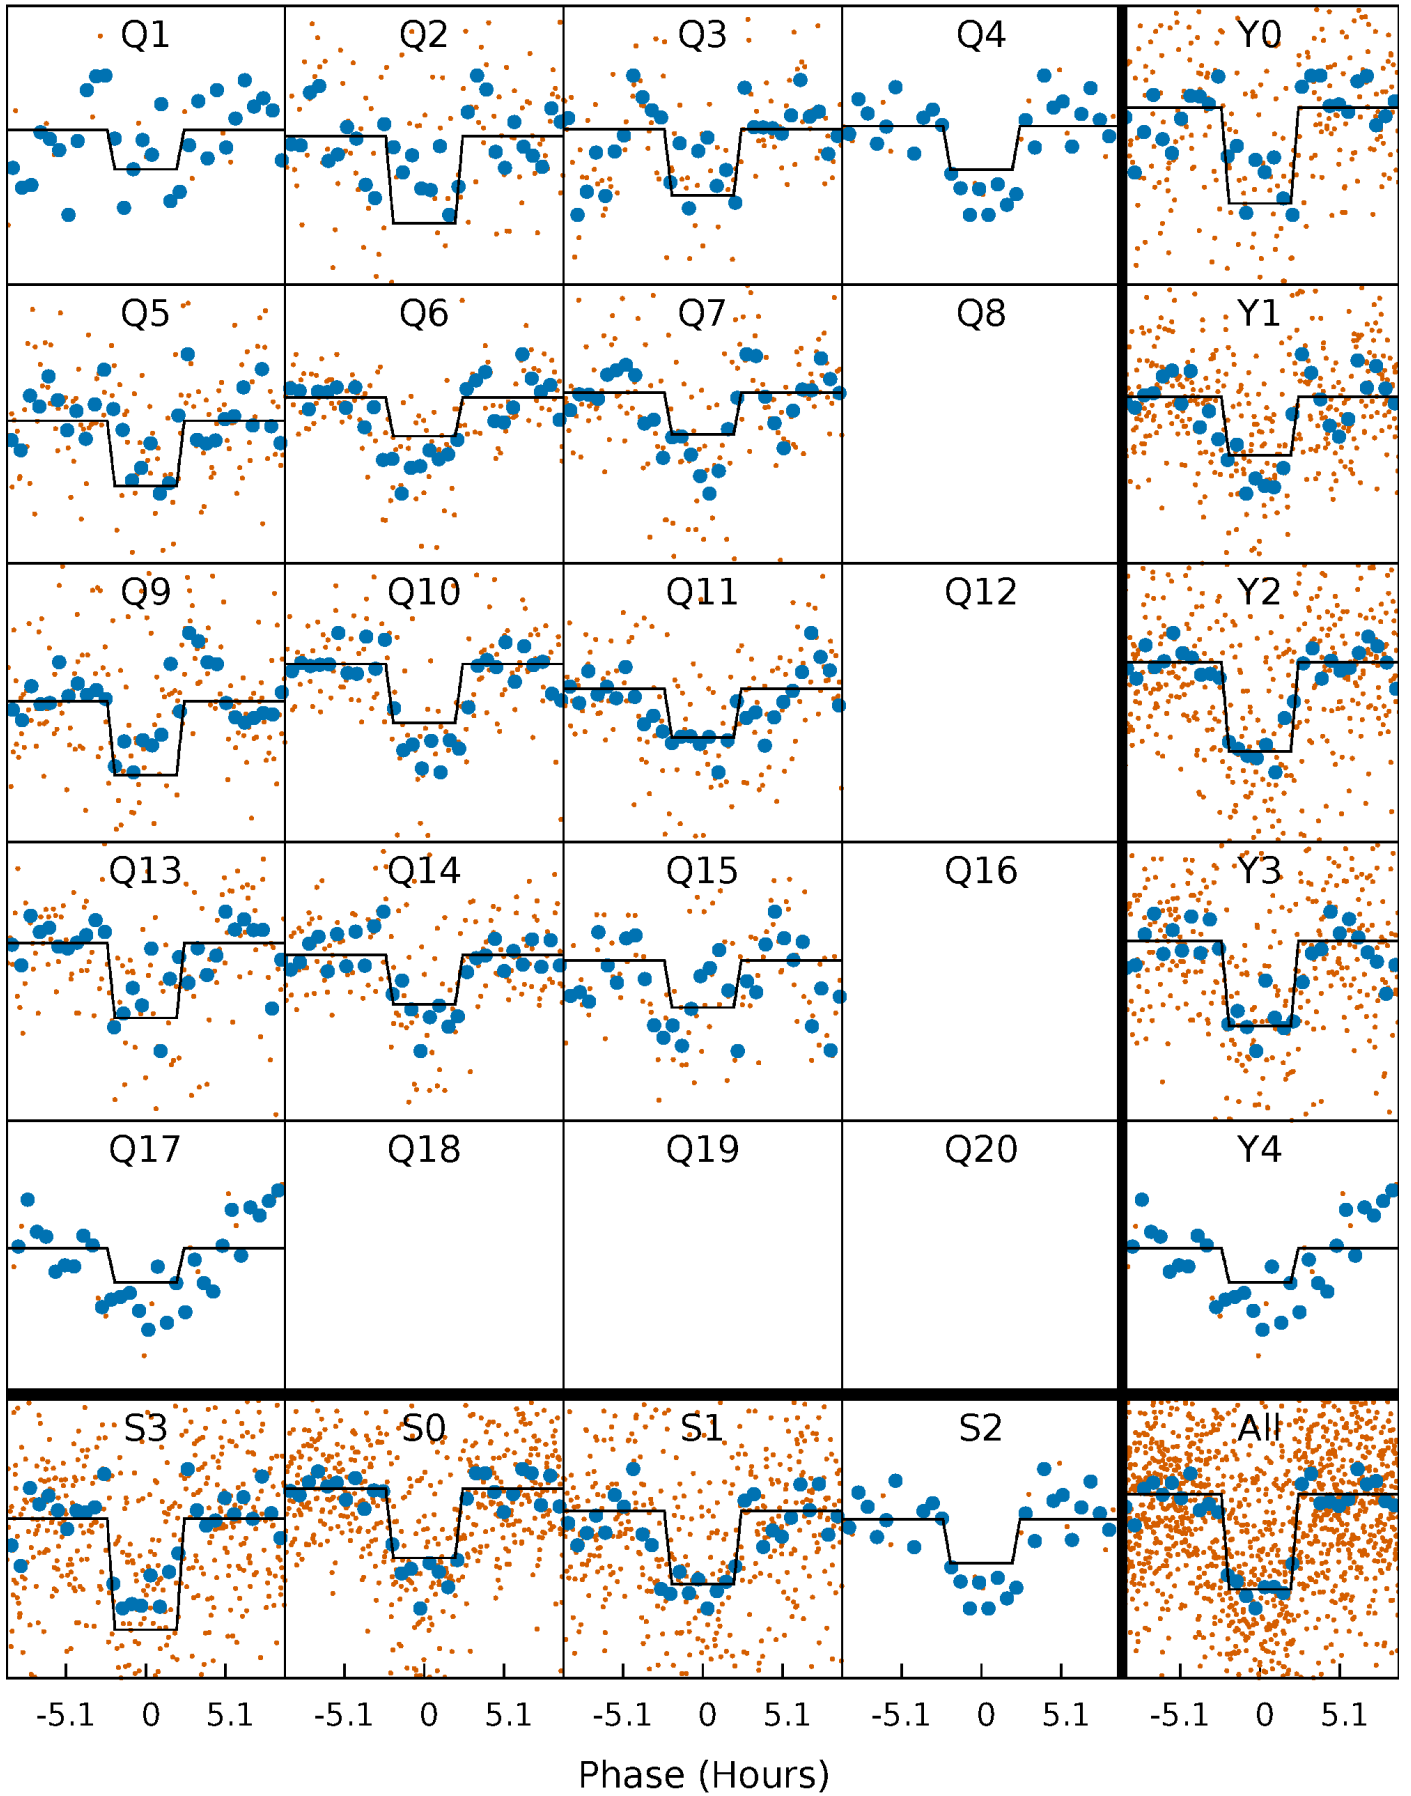 Q1 Q2 Q3 Q4 Y0
Q5 Q6 Q7 Q8 Y1
Q9 Q10 Q11 Q12 Y2
Q13 Q14 Q15 Q16 Y3
Q17 Q18 Q19 Q20 Y4
S3 S0 S1 S2 All
-5.1 0 5.1 -5.1 0 5.1 -5.1 0 5.1 -5.1 0 5.1 -5.1 0 5.1
Phase (Hours)